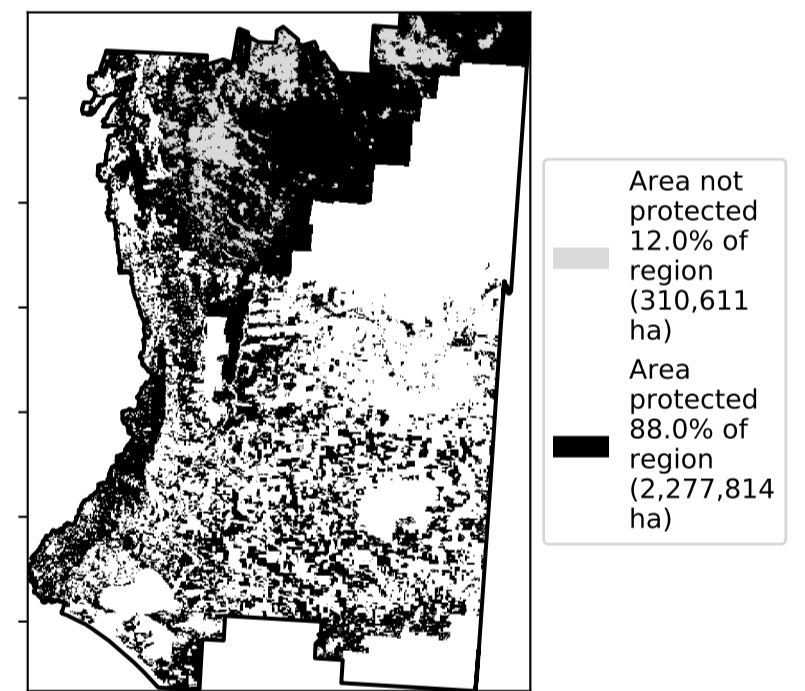 Area not
protected
12.0% of
region
(310,611
ha)
Area
protected
88.0% of
region
(2,277,814
ha)